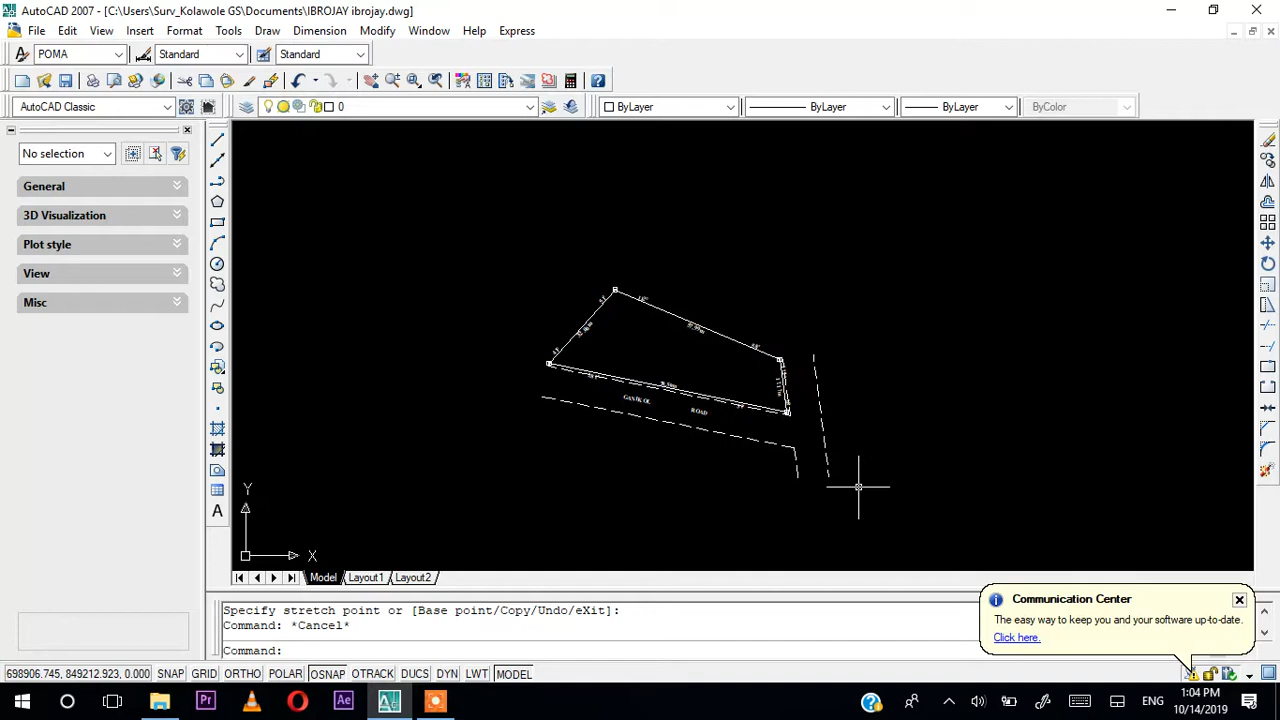 AutoCAD 2007 - [C:\Users\Surv_Kolawole GS\Documents\IBROJAY ibrojay.dwg]
File Edit View Insert Format Tools Draw Dimension Modify Window Help Express
POMA Standard Standard
AutoCAD Classic 0 ByLayer ByLayer ByLayer ByColor
No selection
General
3D Visualization
Plot style
View
Misc
ROAD
Y
X
A
Model Layout1 Layout2
Communication Center
The easy way to keep you and your software up-to-date.
Click here.
Specify stretch point or [Base point/Copy/Undo/eXit]:
Command: *Cancel*
Command:
698906.745, 849212.923, 0.000 SNAP GRID ORTHO POLAR OSNAP OTRACK DUCS DYN LWT MODEL
Pr Ae ENG 1:04 PM
10/14/2019